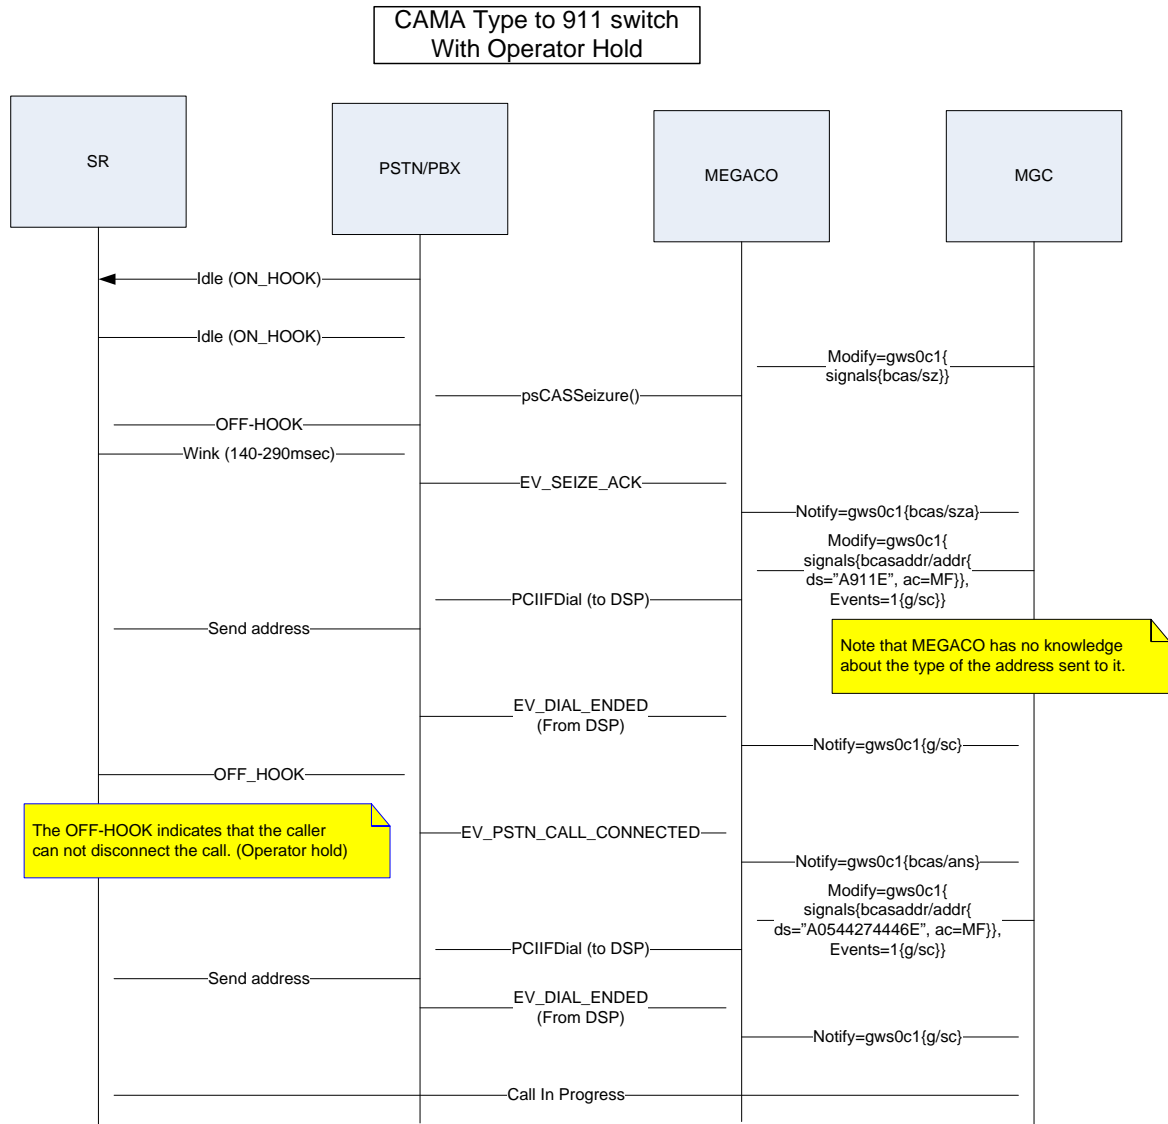 CAMA Type to 911 switch
With Operator Hold
SR
PSTN/PBX
MEGACO
MGC
Idle (ON_HOOK)
Idle (ON_HOOK)
Modify=gws0c1{
signals{bcas/sz}}
psCASSeizure()
OFF-HOOK
Wink (140-290msec)
EV_SEIZE_ACK
Notify=gws0c1{bcas/sza}
Modify=gws0c1{
signals{bcasaddr/addr{
ds=”A911E”, ac=MF}},
Events=1{g/sc}}
PCIIFDial (to DSP)
Send address
Note that MEGACO has no knowledge
about the type of the address sent to it.
EV_DIAL_ENDED
(From DSP)
Notify=gws0c1{g/sc}
OFF_HOOK
The OFF-HOOK indicates that the caller
can not disconnect the call. (Operator hold)
EV_PSTN_CALL_CONNECTED
Notify=gws0c1{bcas/ans}
Modify=gws0c1{
signals{bcasaddr/addr{
ds=”A0544274446E”, ac=MF}},
Events=1{g/sc}}
PCIIFDial (to DSP)
Send address
EV_DIAL_ENDED
(From DSP)
Notify=gws0c1{g/sc}
Call In Progress